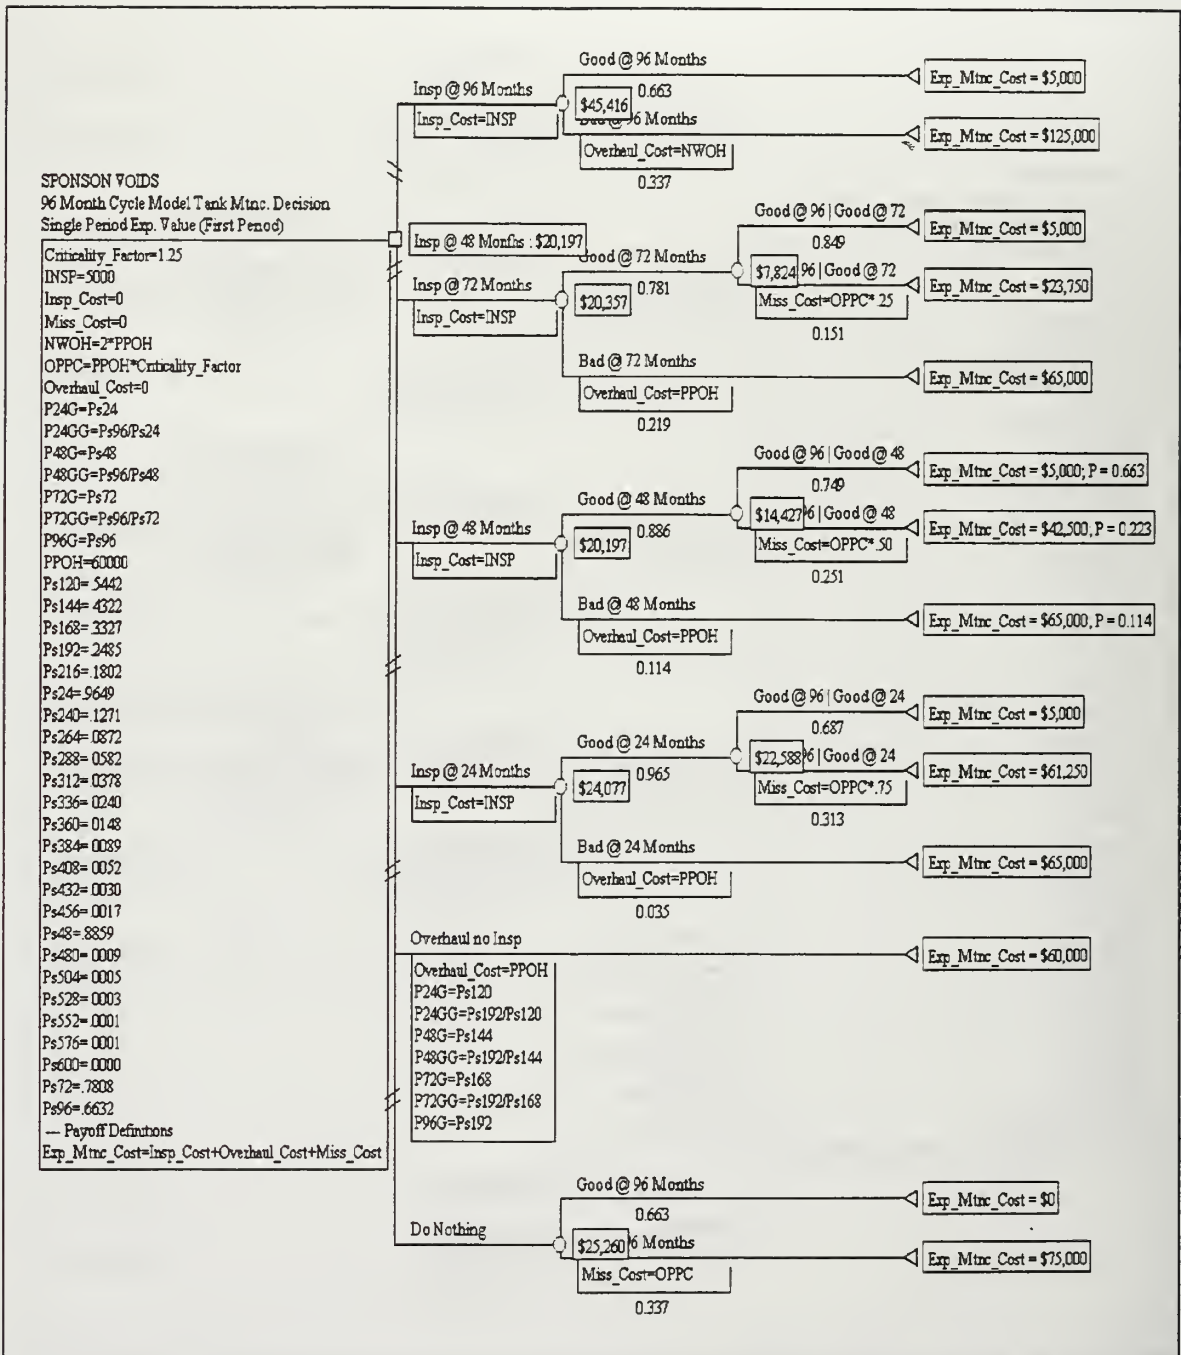 SPONSON VOIDS
96 Month Cycle Model Tank Mtnc. Decision
Single Period Exp. Value (First Period)
Criticality_Factor=1.25
INSP=5000
Insp_Cost=0
Miss_Cost=0
NWOH=2*PPOH
OPPC=PPOH*Criticality_Factor
Overhaul_Cost=0
P24G=Ps24
P24GG=Ps96/Ps24
P48G=Ps48
P48GG=Ps96/Ps48
P72G=Ps72
P72GG=Ps96/Ps72
P96G=Ps96
PPOH=60000
Ps120=.5442
Ps144=.4322
Ps168=.3327
Ps192=.2485
Ps216=.1802
Ps24=.9649
Ps240=.1271
Ps264=.0872
Ps288=.0582
Ps312=.0378
Ps336=.0240
Ps360=.0148
Ps384=.0089
Ps408=.0052
Ps432=.0030
Ps456=.0017
Ps48=.8859
Ps480=.0009
Ps504=.0005
Ps528=.0003
Ps552=.0001
Ps576=.0001
Ps600=.0000
Ps72=.7808
Ps96=.6632
— Payoff Definitions
Exp_Mtnc_Cost=Insp_Cost+Overhaul_Cost+Miss_Cost
Insp @ 96 Months
Insp_Cost=INSP
$45,416
Good @ 96 Months
0.663
Exp_Mtnc_Cost = $5,000
96 Months
Overhaul_Cost=NWOH
0.337
Exp_Mtnc_Cost = $125,000
Insp @ 48 Months : $20,197
Insp @ 72 Months
Insp_Cost=INSP
$20,357
Good @ 72 Months
0.781
$7,824
Good @ 96 | Good @ 72
0.849
Exp_Mtnc_Cost = $5,000
96 | Good @ 72
Miss_Cost=OPPC*.25
0.151
Exp_Mtnc_Cost = $23,750
Bad @ 72 Months
Overhaul_Cost=PPOH
0.219
Exp_Mtnc_Cost = $65,000
Insp @ 48 Months
Insp_Cost=INSP
$20,197
Good @ 48 Months
0.886
$14,427
Good @ 96 | Good @ 48
0.749
Exp_Mtnc_Cost = $5,000; P = 0.663
6 | Good @ 48
Miss_Cost=OPPC*.50
0.251
Exp_Mtnc_Cost = $42,500; P = 0.223
Bad @ 48 Months
Overhaul_Cost=PPOH
0.114
Exp_Mtnc_Cost = $65,000; P = 0.114
Insp @ 24 Months
Insp_Cost=INSP
$24,077
Good @ 24 Months
0.965
$22,588
Good @ 96 | Good @ 24
0.687
Exp_Mtnc_Cost = $5,000
6 | Good @ 24
Miss_Cost=OPPC*.75
0.313
Exp_Mtnc_Cost = $61,250
Bad @ 24 Months
Overhaul_Cost=PPOH
0.035
Exp_Mtnc_Cost = $65,000
Overhaul no Insp
Overhaul_Cost=PPOH
P24G=Ps120
P24GG=Ps192/Ps120
P48G=Ps144
P48GG=Ps192/Ps144
P72G=Ps168
P72GG=Ps192/Ps168
P96G=Ps192
Exp_Mtnc_Cost = $60,000
Do Nothing
$25,260
Good @ 96 Months
0.663
Exp_Mtnc_Cost = $0
6 Months
Miss_Cost=OPPC
0.337
Exp_Mtnc_Cost = $75,000